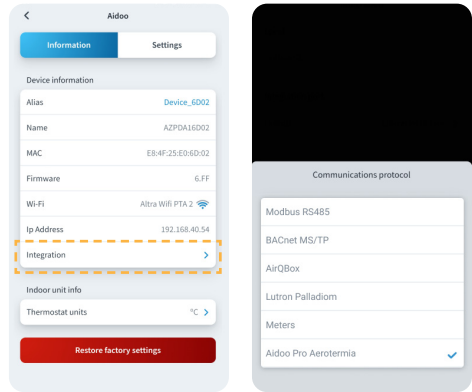 Aidoo
Information Settings
Device information
Alias Device_6D02
Name AZPDA16D02
MAC E8:4F:25:E0:6D:02
Firmware 6.FF
Wi-Fi Altra Wifi PTA 2
Ip Address 192.168.40.54
Integration
Indoor unit info
Thermostat units °C
Restore factory settings
Communications protocol
Modbus RS485
BACnet MS/TP
AirQBox
Lutron Palladiom
Meters
Aidoo Pro Aerotermia